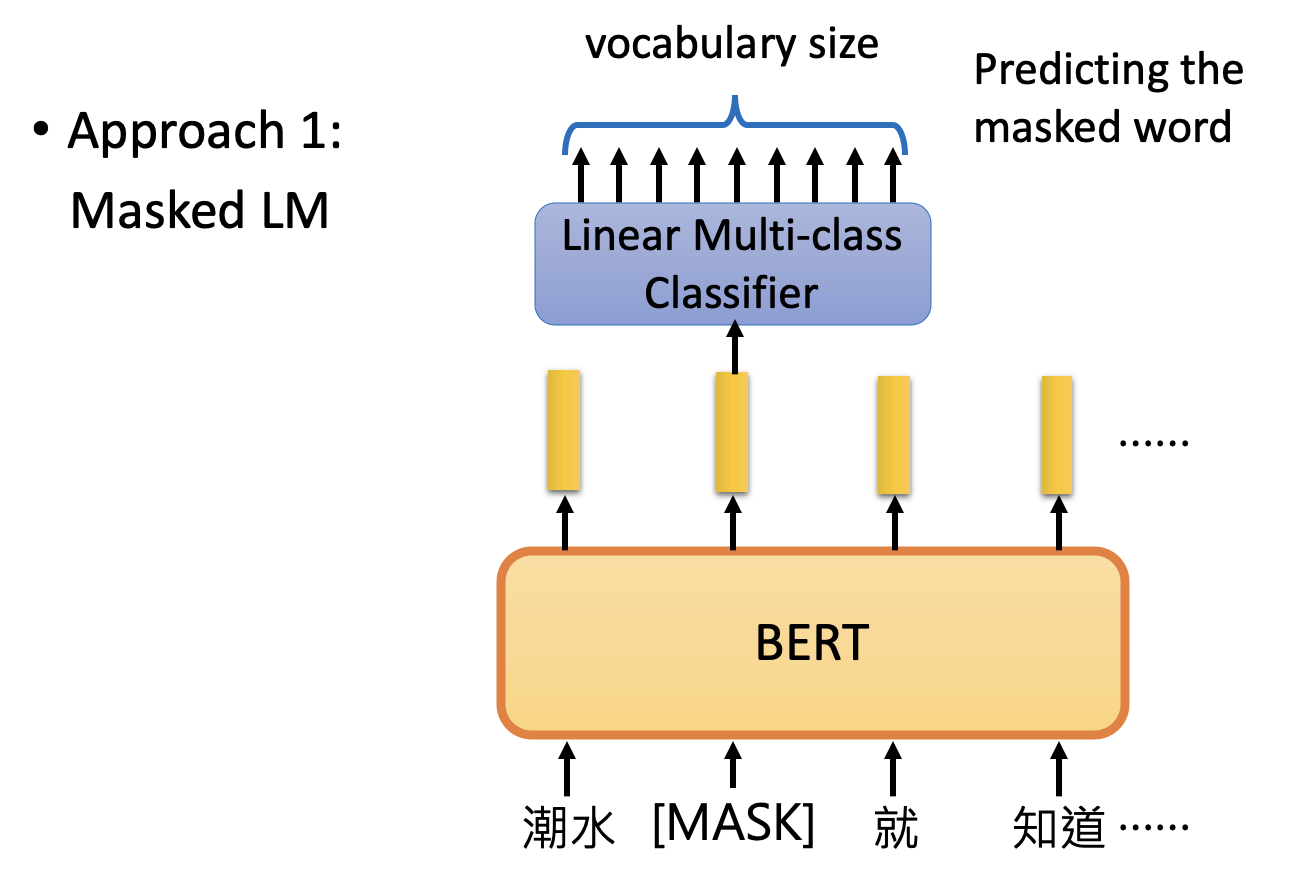 vocabulary size
Predicting the
masked word
• Approach 1:
Masked LM
Linear Multi-class
Classifier
……
BERT
潮水 [MASK] 就 知道 ……